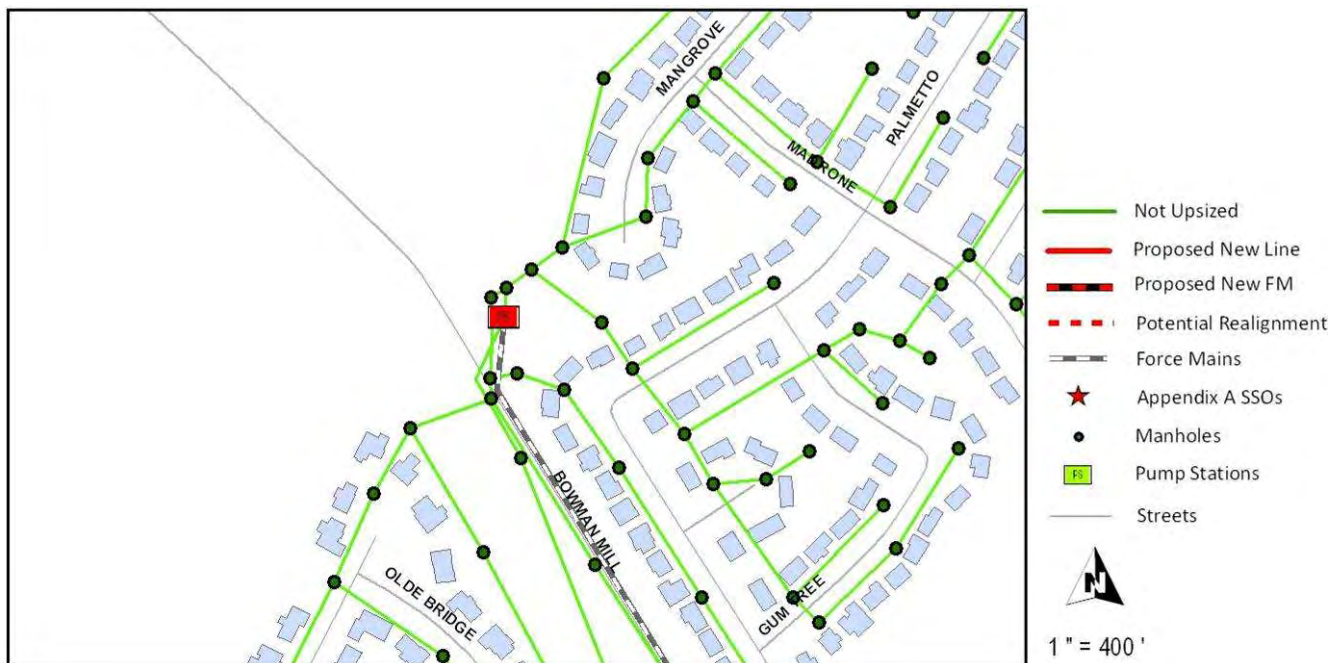 MANGROVE
PALMETTO
MADRONE
BOWMAN MILL
OLDE BRIDGE
GUM TREE
Not Upsized
Proposed New Line
Proposed New FM
Potential Realignment
Force Mains
Appendix A SSOs
Manholes
PS
Pump Stations
Streets
N
1 " = 400 '